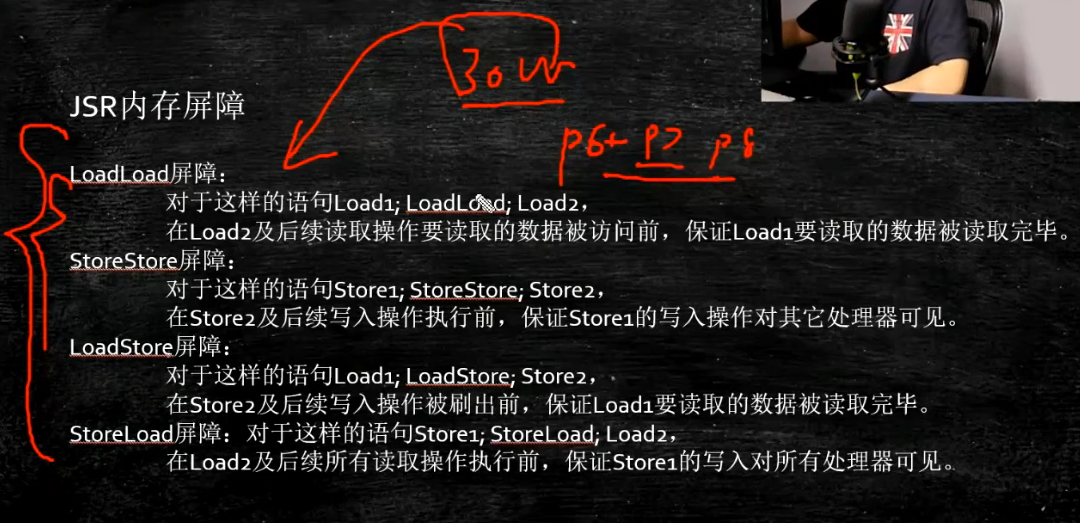 30W
P6+ P7 P8
JSR内存屏障
LoadLoad屏障：
对于这样的语句Load1; LoadLoad; Load2，
在Load2及后续读取操作要读取的数据被访问前，保证Load1要读取的数据被读取完毕。
StoreStore屏障：
对于这样的语句Store1; StoreStore; Store2，
在Store2及后续写入操作执行前，保证Store1的写入操作对其它处理器可见。
LoadStore屏障：
对于这样的语句Load1; LoadStore; Store2，
在Store2及后续写入操作被刷出前，保证Load1要读取的数据被读取完毕。
StoreLoad屏障：对于这样的语句Store1; StoreLoad; Load2，
在Load2及后续所有读取操作执行前，保证Store1的写入对所有处理器可见。